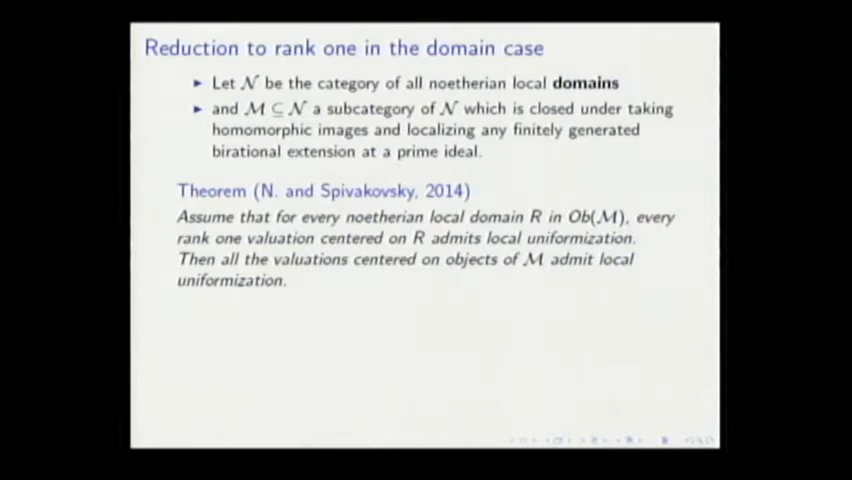 Reduction to rank one in the domain case
► Let 𝒩 be the category of all noetherian local domains
► and ℳ ⊆ 𝒩 a subcategory of 𝒩 which is closed under taking
homomorphic images and localizing any finitely generated
birational extension at a prime ideal.
Theorem (N. and Spivakovsky, 2014)
Assume that for every noetherian local domain R in Ob(ℳ), every
rank one valuation centered on R admits local uniformization.
Then all the valuations centered on objects of ℳ admit local
uniformization.